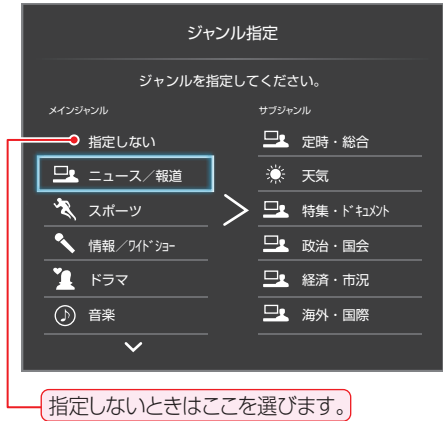 ジャンル指定
ジャンルを指定してください。
メインジャンル
サブジャンル
指定しない
定時・総合
ニュース／報道
天気
スポーツ
特集・ﾄﾞｷｭﾒﾝﾄ
情報／ﾜｲﾄﾞｼｮｰ
政治・国会
ドラマ
経済・市況
音楽
海外・国際
指定しないときはここを選びます。